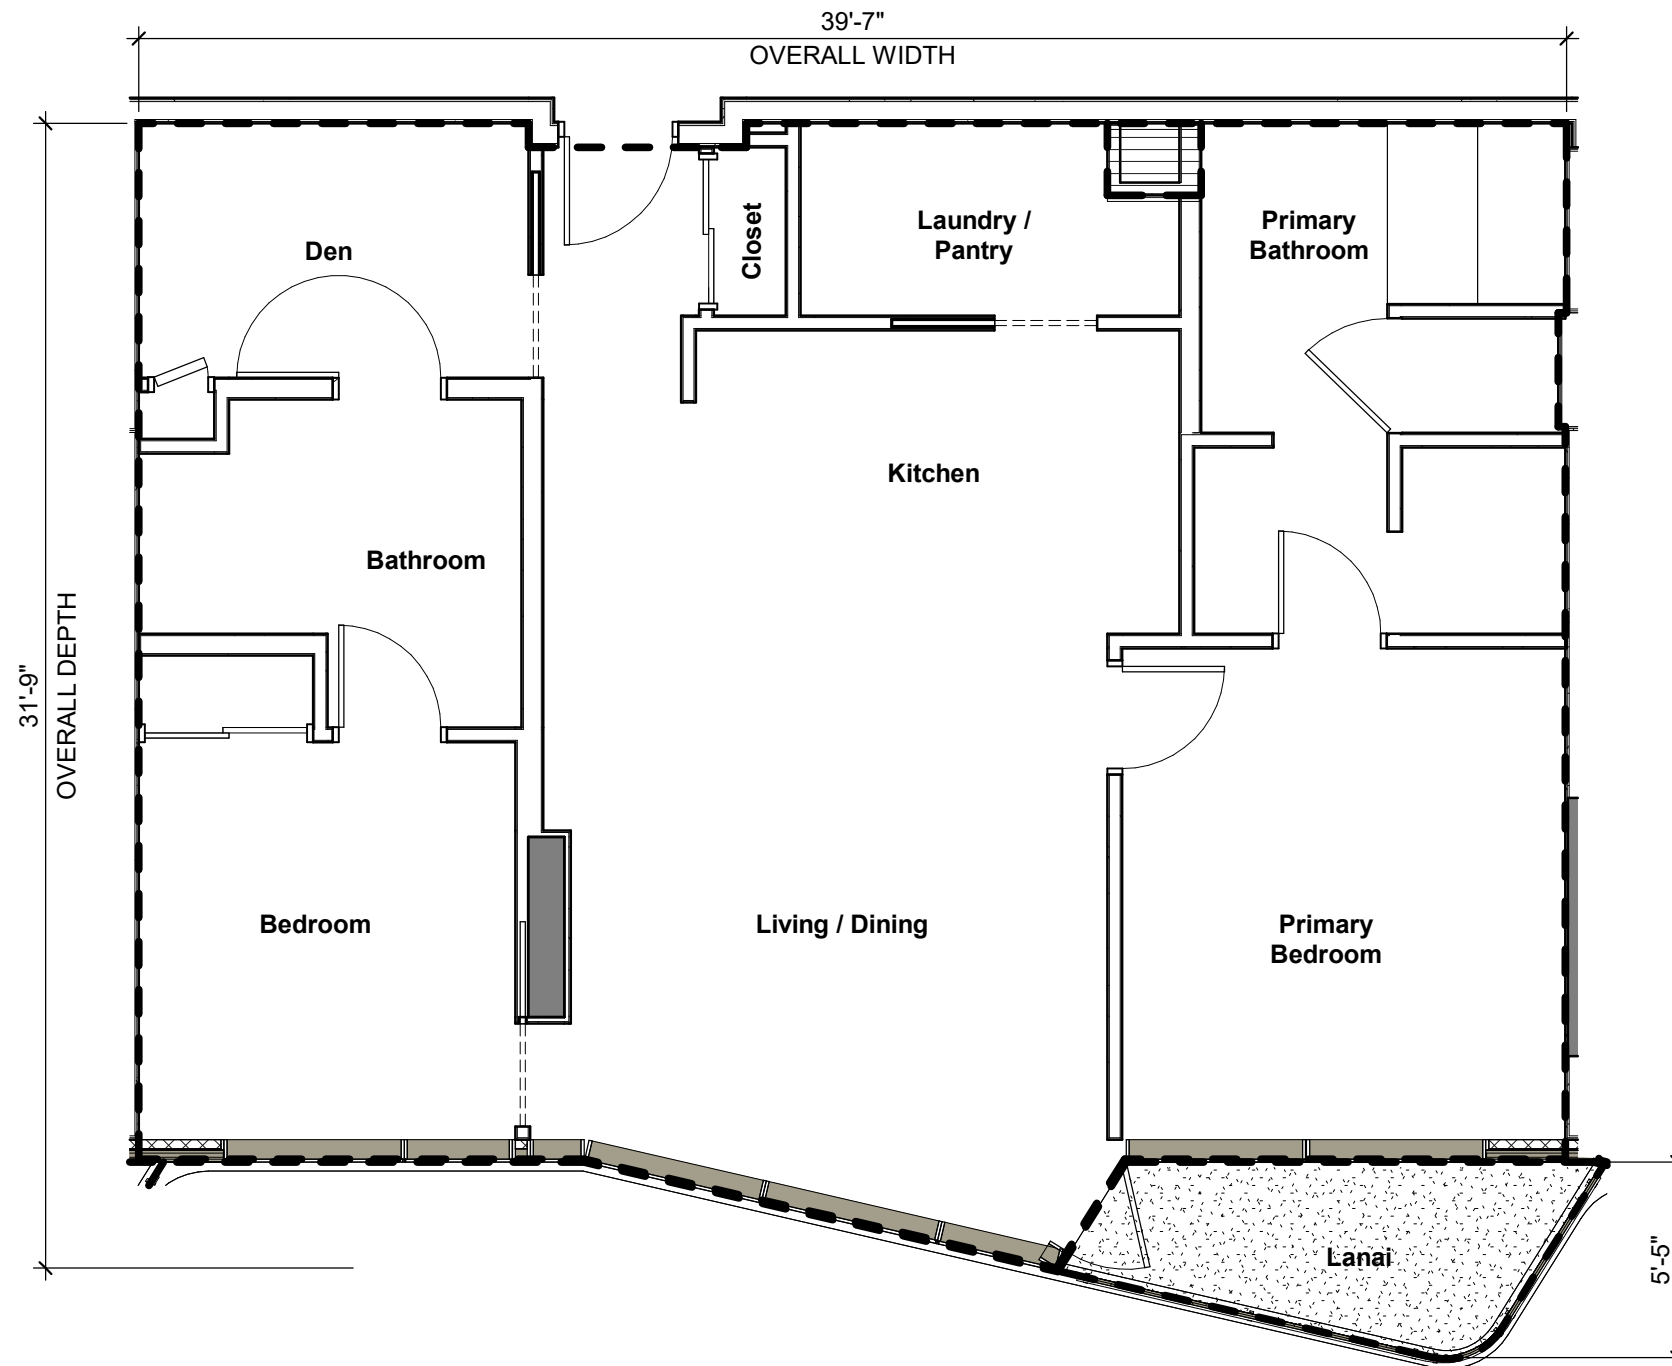 39'-7"
OVERALL WIDTH
31'-9"
OVERALL DEPTH
Den
Closet
Laundry /
Pantry
Primary
Bathroom
Kitchen
Bathroom
Bedroom
Living / Dining
Primary
Bedroom
Lanai
5'-5"